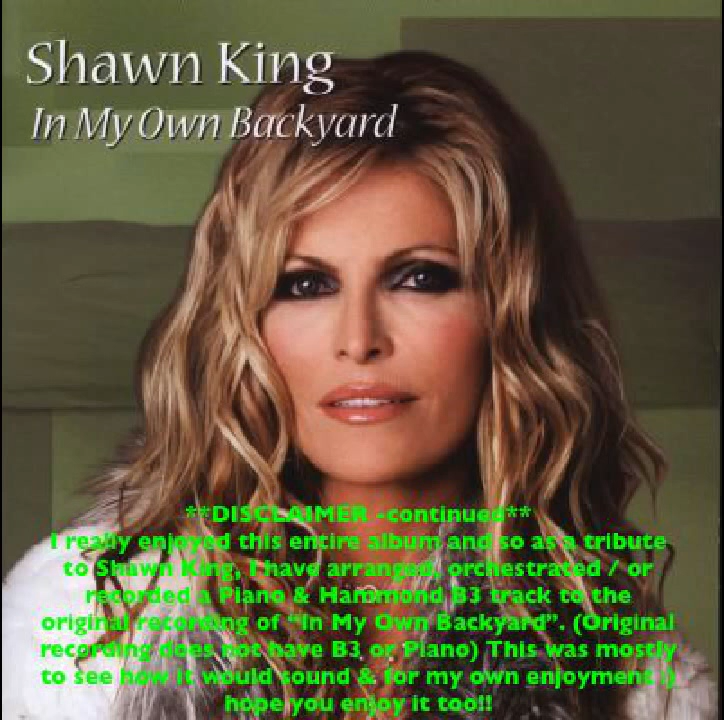 Shawn King
In My Own Backyard
**DISCLAIMER -continued**
I really enjoyed this entire album and so as a tribute
to Shawn King, I have arranged, orchestrated / or
recorded a Piano & Hammond B3 track to the
original recording of “In My Own Backyard”. (Original
recording does not have B3 or Piano) This was mostly
to see how it would sound & for my own enjoyment :)
hope you enjoy it too!!